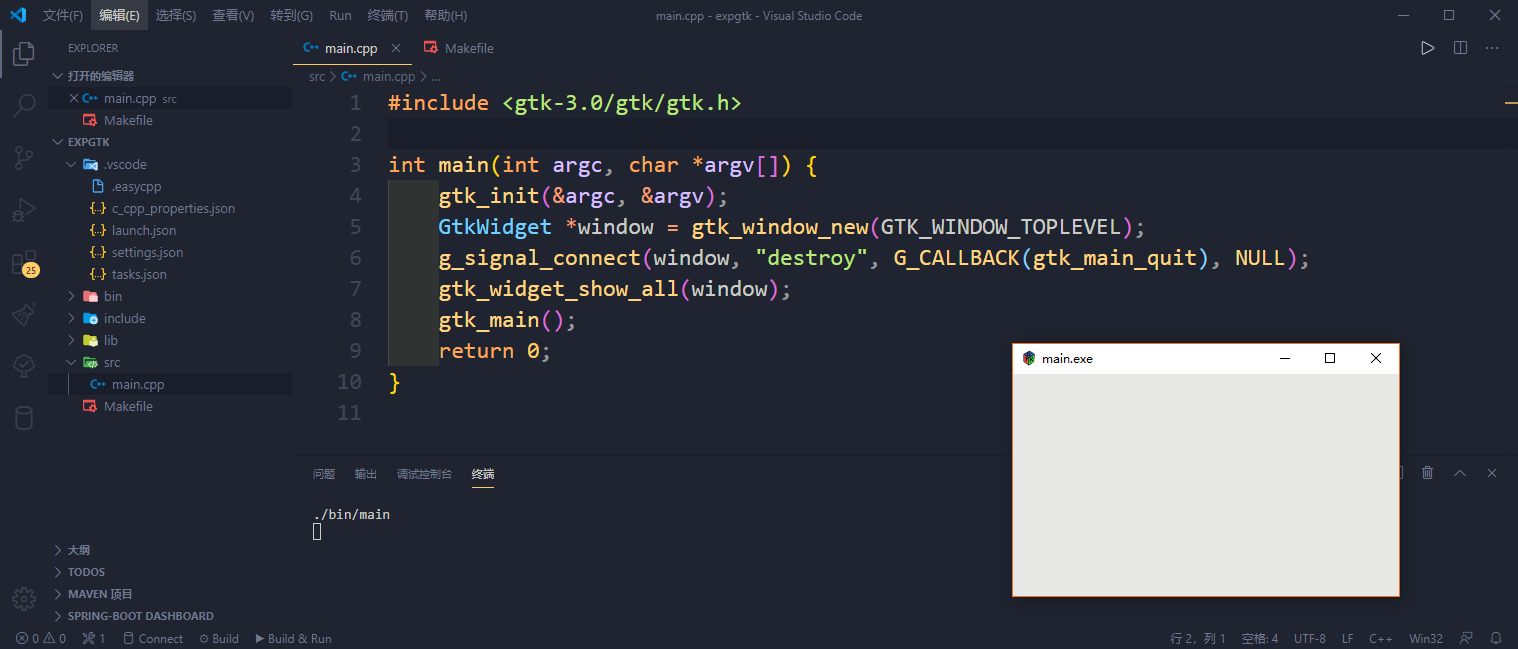 文件(F) 编辑(E) 选择(S) 查看(V) 转到(G) Run 终端(T) 帮助(H) main.cpp - expgtk - Visual Studio Code
EXPLORER
打开的编辑器
main.cpp src
Makefile
EXPGTK
.vscode
.easycpp
c_cpp_properties.json
launch.json
settings.json
tasks.json
bin
include
lib
src
main.cpp
Makefile
大纲
TODOS
MAVEN 项目
SPRING-BOOT DASHBOARD
25
C++ main.cpp Makefile
src > C++ main.cpp > ...
1 #include <gtk-3.0/gtk/gtk.h>
2
3 int main(int argc, char *argv[]) {
4 gtk_init(&argc, &argv);
5 GtkWidget *window = gtk_window_new(GTK_WINDOW_TOPLEVEL);
6 g_signal_connect(window, "destroy", G_CALLBACK(gtk_main_quit), NULL);
7 gtk_widget_show_all(window);
8 gtk_main();
9 return 0;
10 }
11
main.exe
问题 输出 调试控制台 终端
./bin/main
0 0 1 Connect Build Build & Run 行 2，列 1 空格: 4 UTF-8 LF C++ Win32